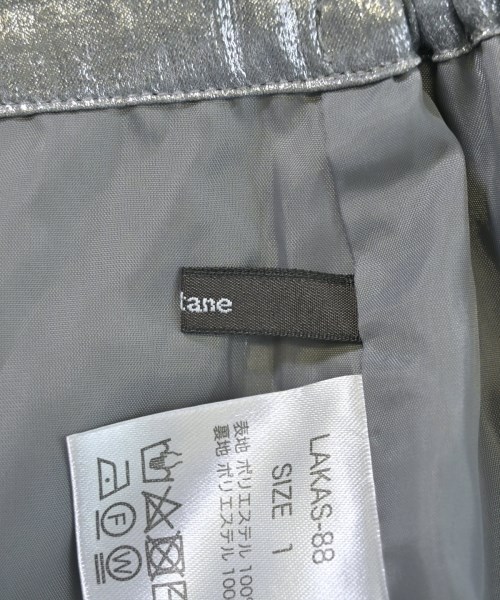 tane
LAKAS-88
SIZE 1
表地 ポリエステル 100%
裏地 ポリエステル 100
F
W